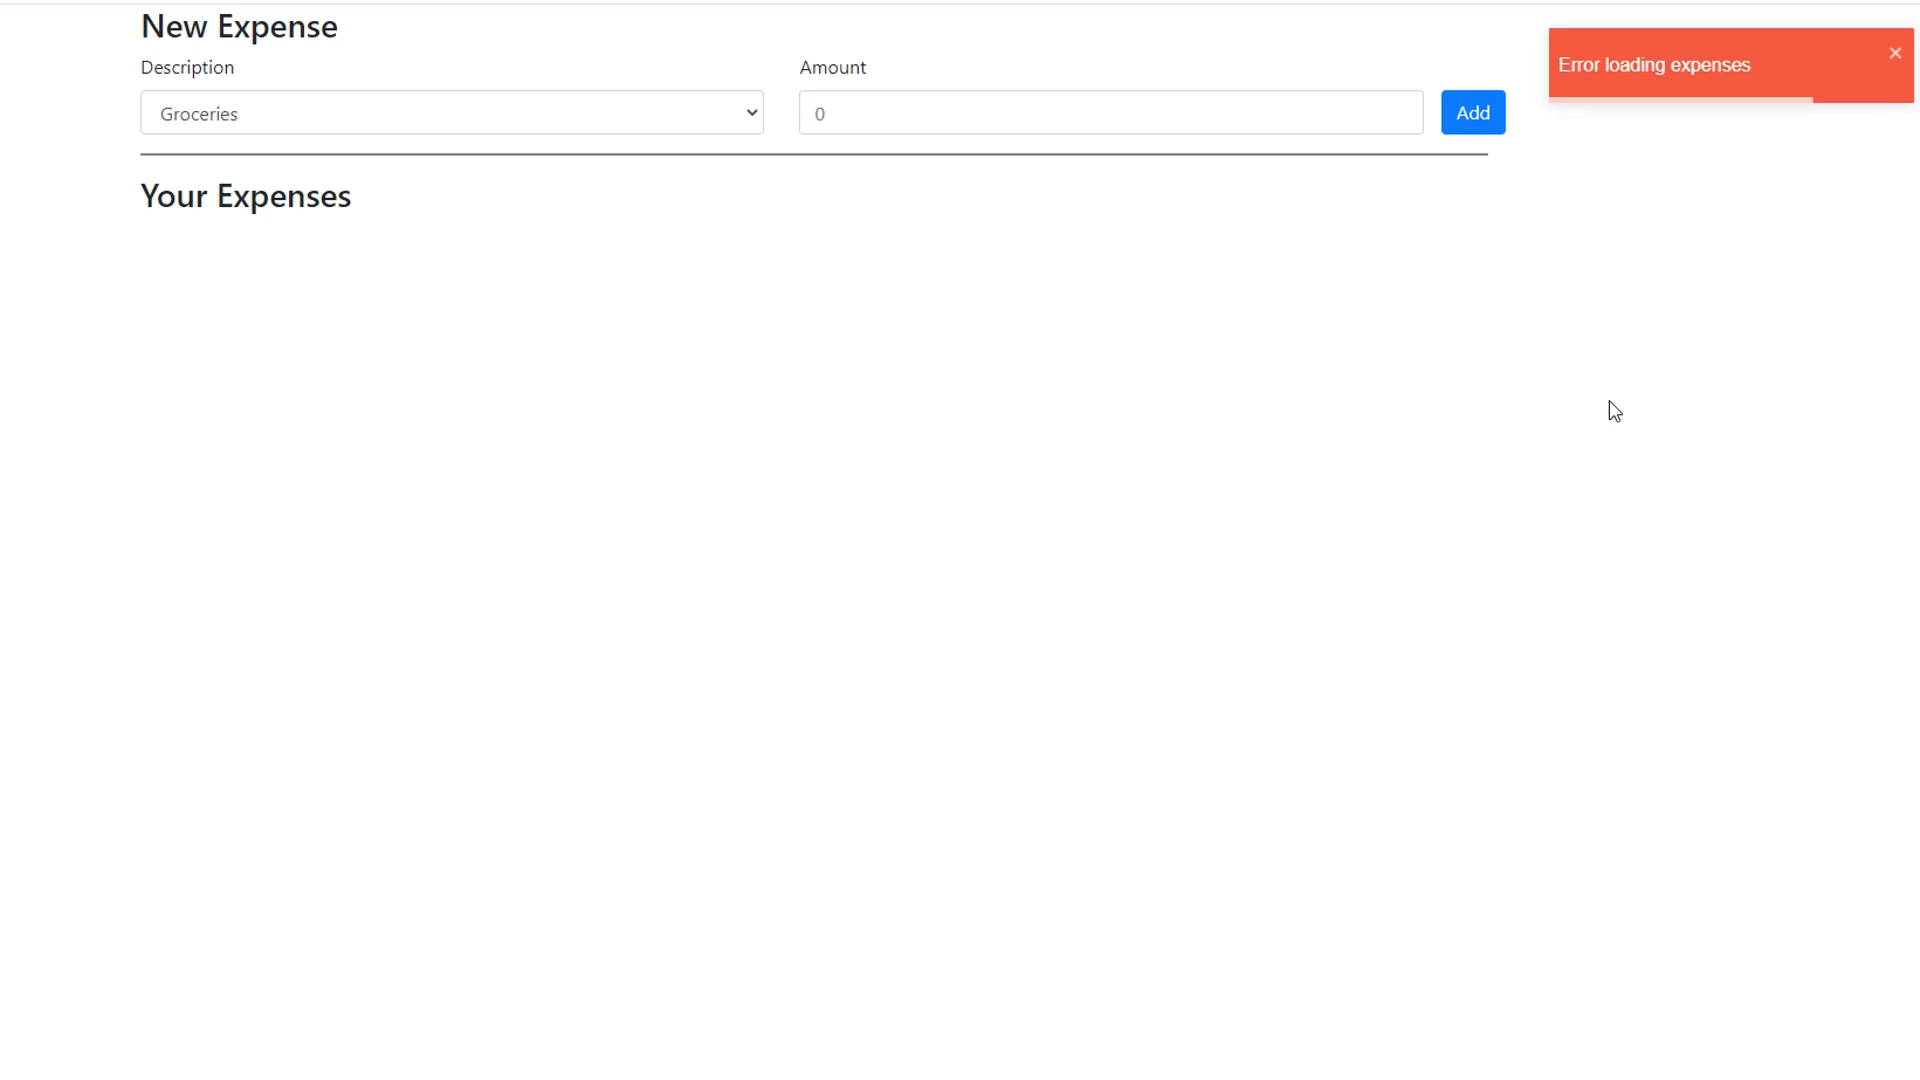 New Expense
Description
Amount
Groceries
0
Add
Error loading expenses
Your Expenses